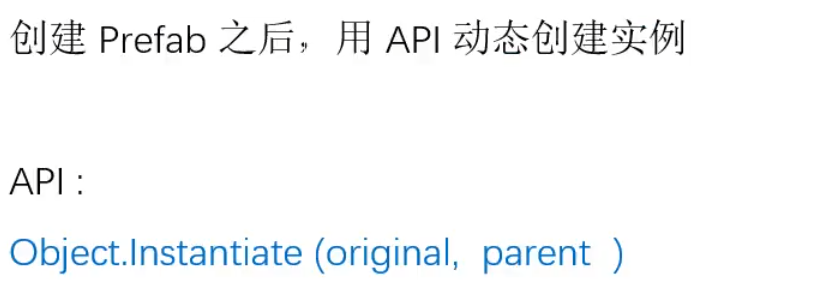 创建 Prefab 之后，用 API 动态创建实例
API :
Object.Instantiate (original,  parent  )